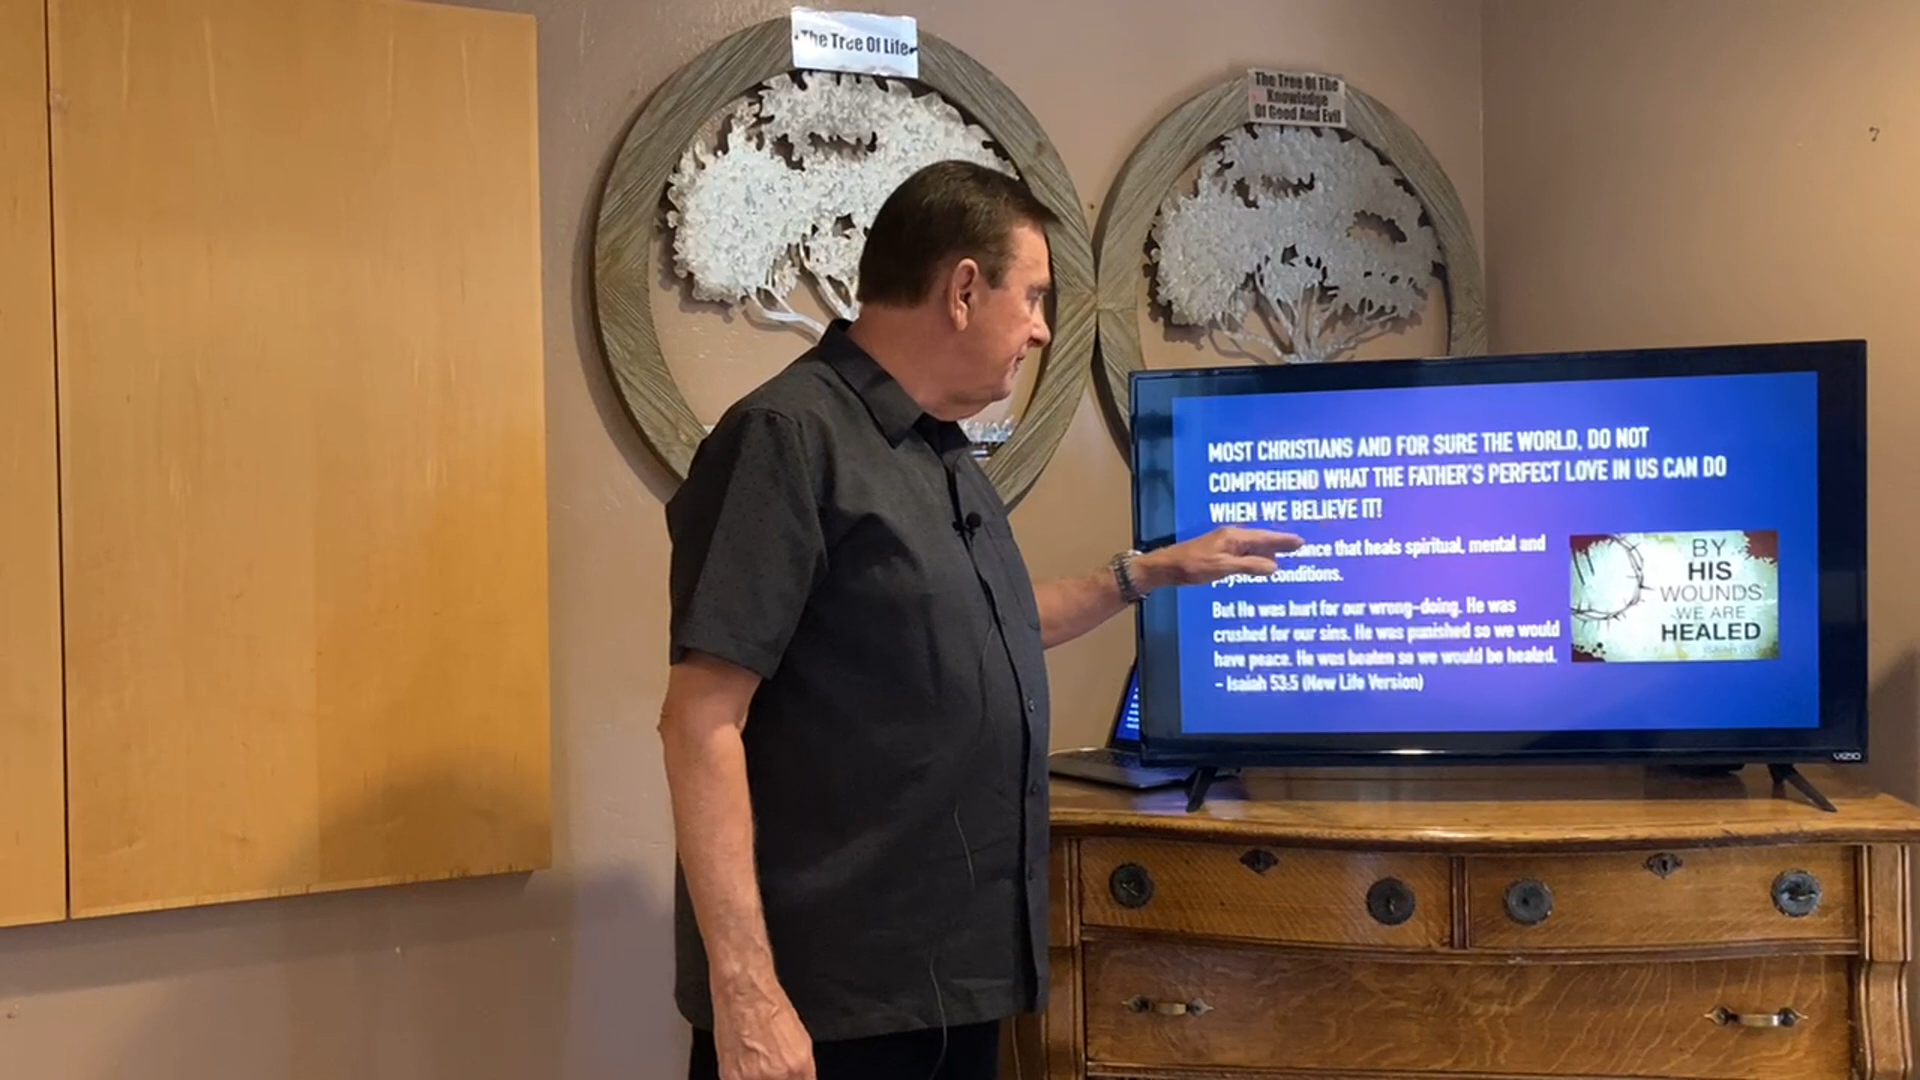 The Tree Of Life
The Tree Of The
Knowledge
Of Good And Evil
MOST CHRISTIANS AND FOR SURE THE WORLD, DO NOT
COMPREHEND WHAT THE FATHER'S PERFECT LOVE IN US CAN DO
WHEN WE BELIEVE IT!
that heals spiritual, mental and
physical conditions.
But He was hurt for our wrong-doing. He was
crushed for our sins. He was punished so we would
have peace. He was beaten so we would be healed.
– Isaiah 53:5 (New Life Version)
BY
HIS
WOUNDS
WE ARE
HEALED
VIZIO